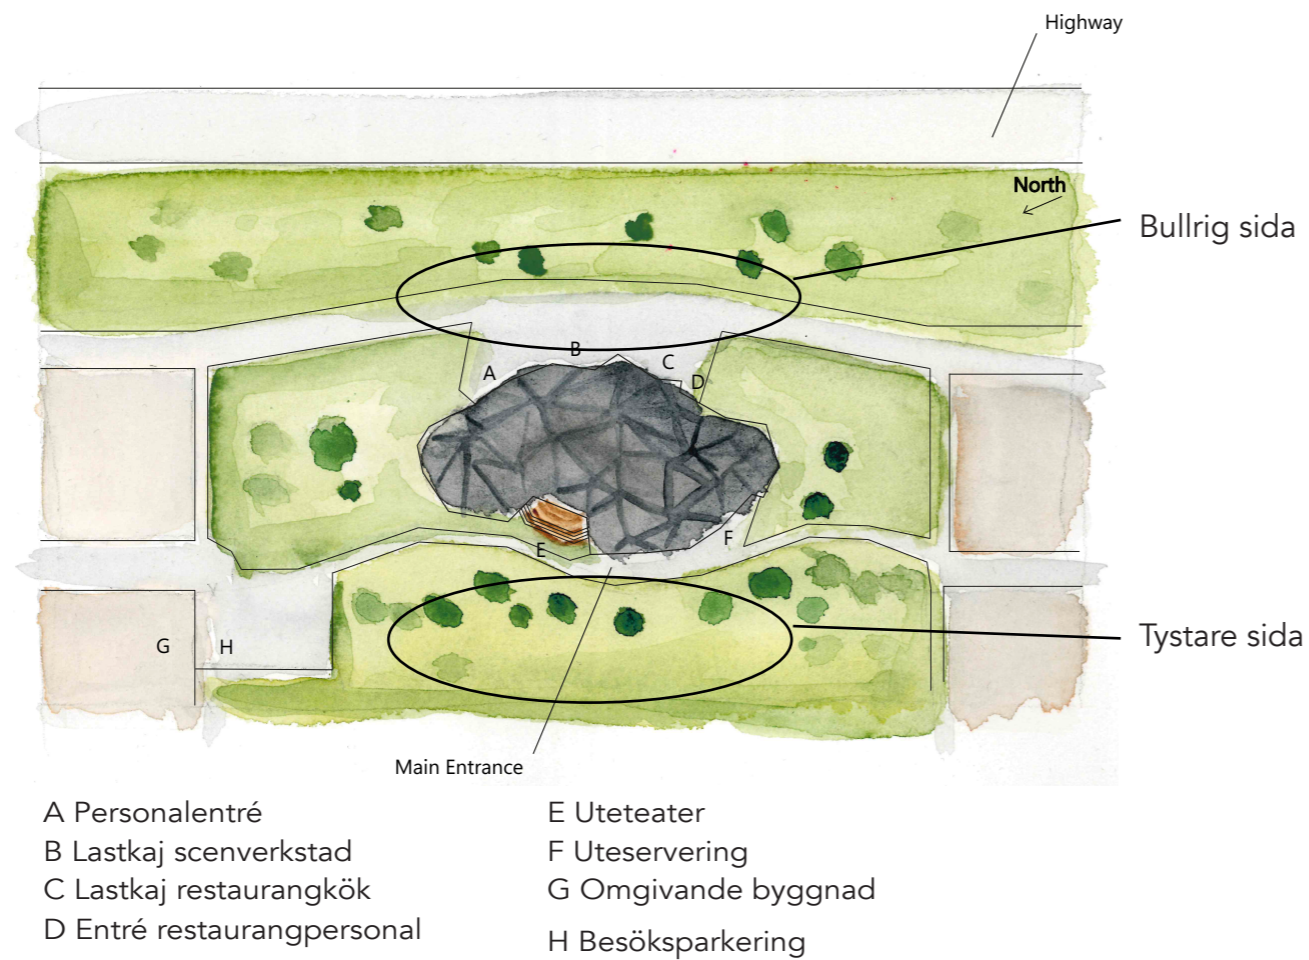 Highway
North
Bullrig sida
B
C
A
D
F
E
G
H
Tystare sida
Main Entrance
A Personalentré
B Lastkaj scenverkstad
C Lastkaj restaurangkök
D Entré restaurangpersonal
E Uteteater
F Uteservering
G Omgivande byggnad
H Besöksparkering